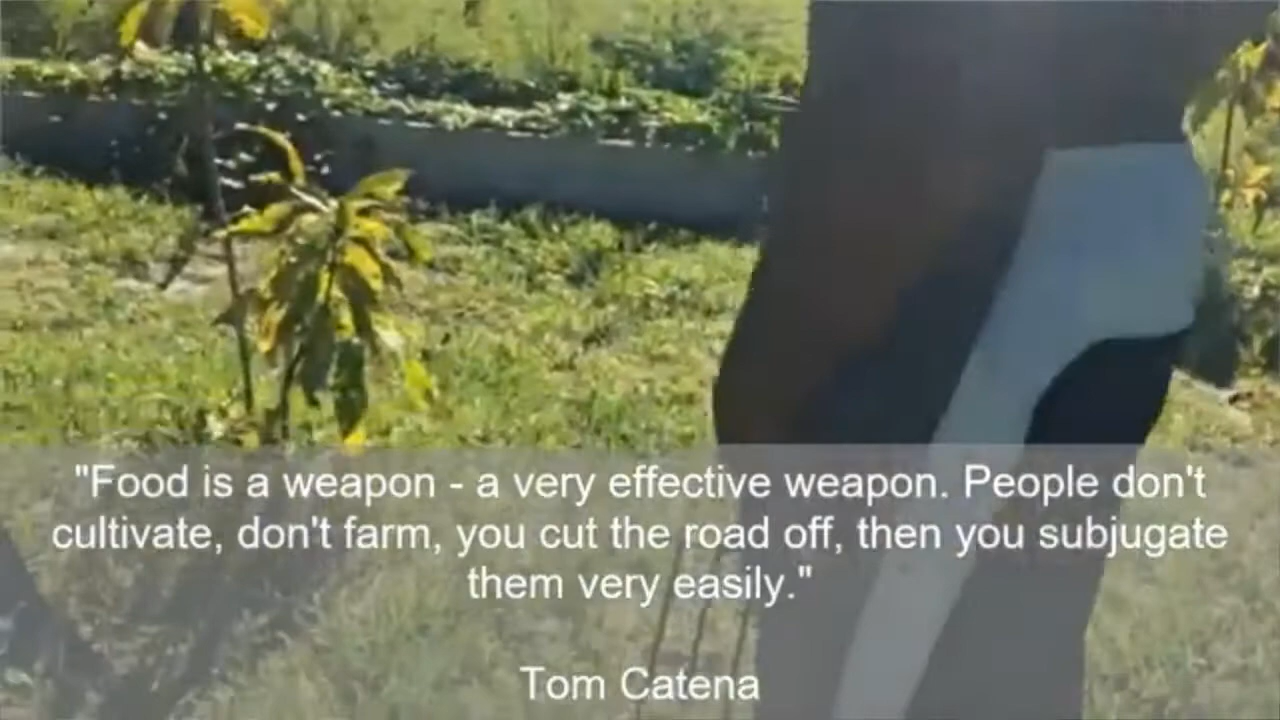 "Food is a weapon - a very effective weapon. People don't
cultivate, don't farm, you cut the road off, then you subjugate
them very easily."
Tom Catena